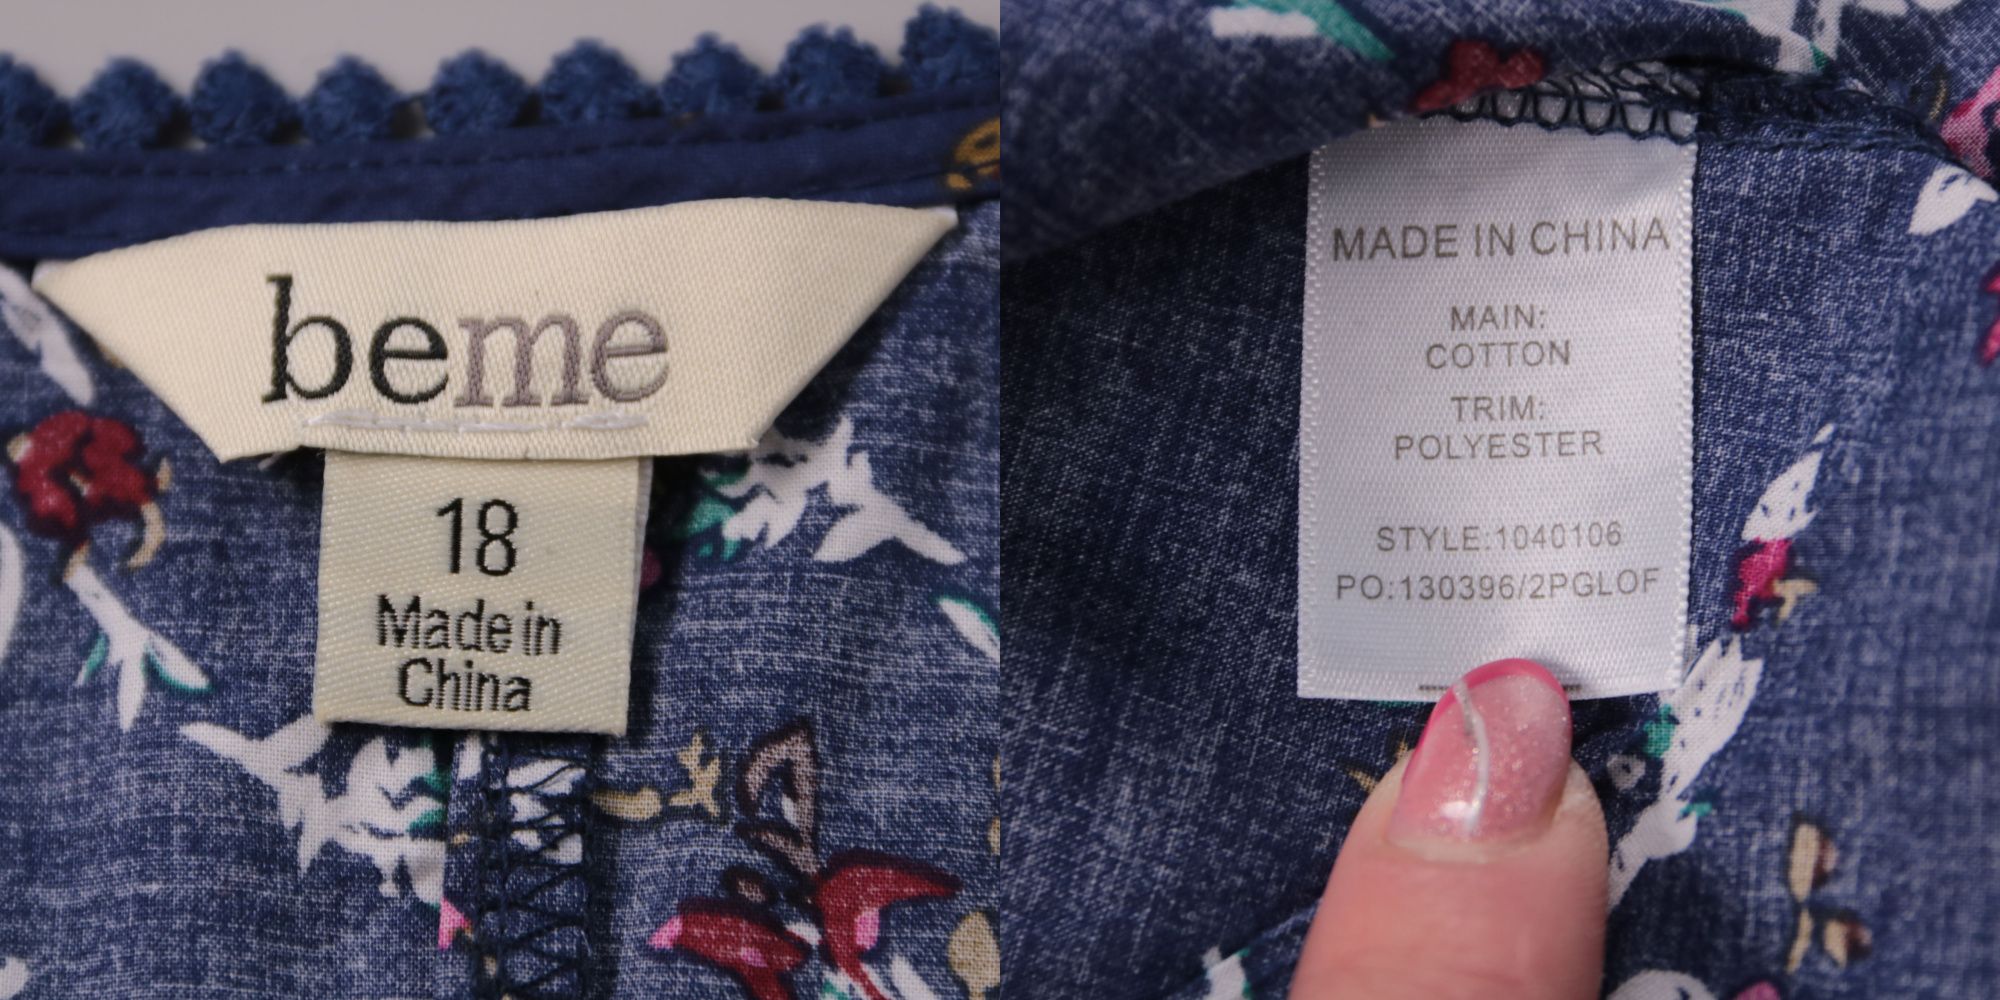 beme
18
Made in
China
MADE IN CHINA
MAIN:
COTTON
TRIM:
POLYESTER
STYLE:1040106
PO:130396/2PGLOF